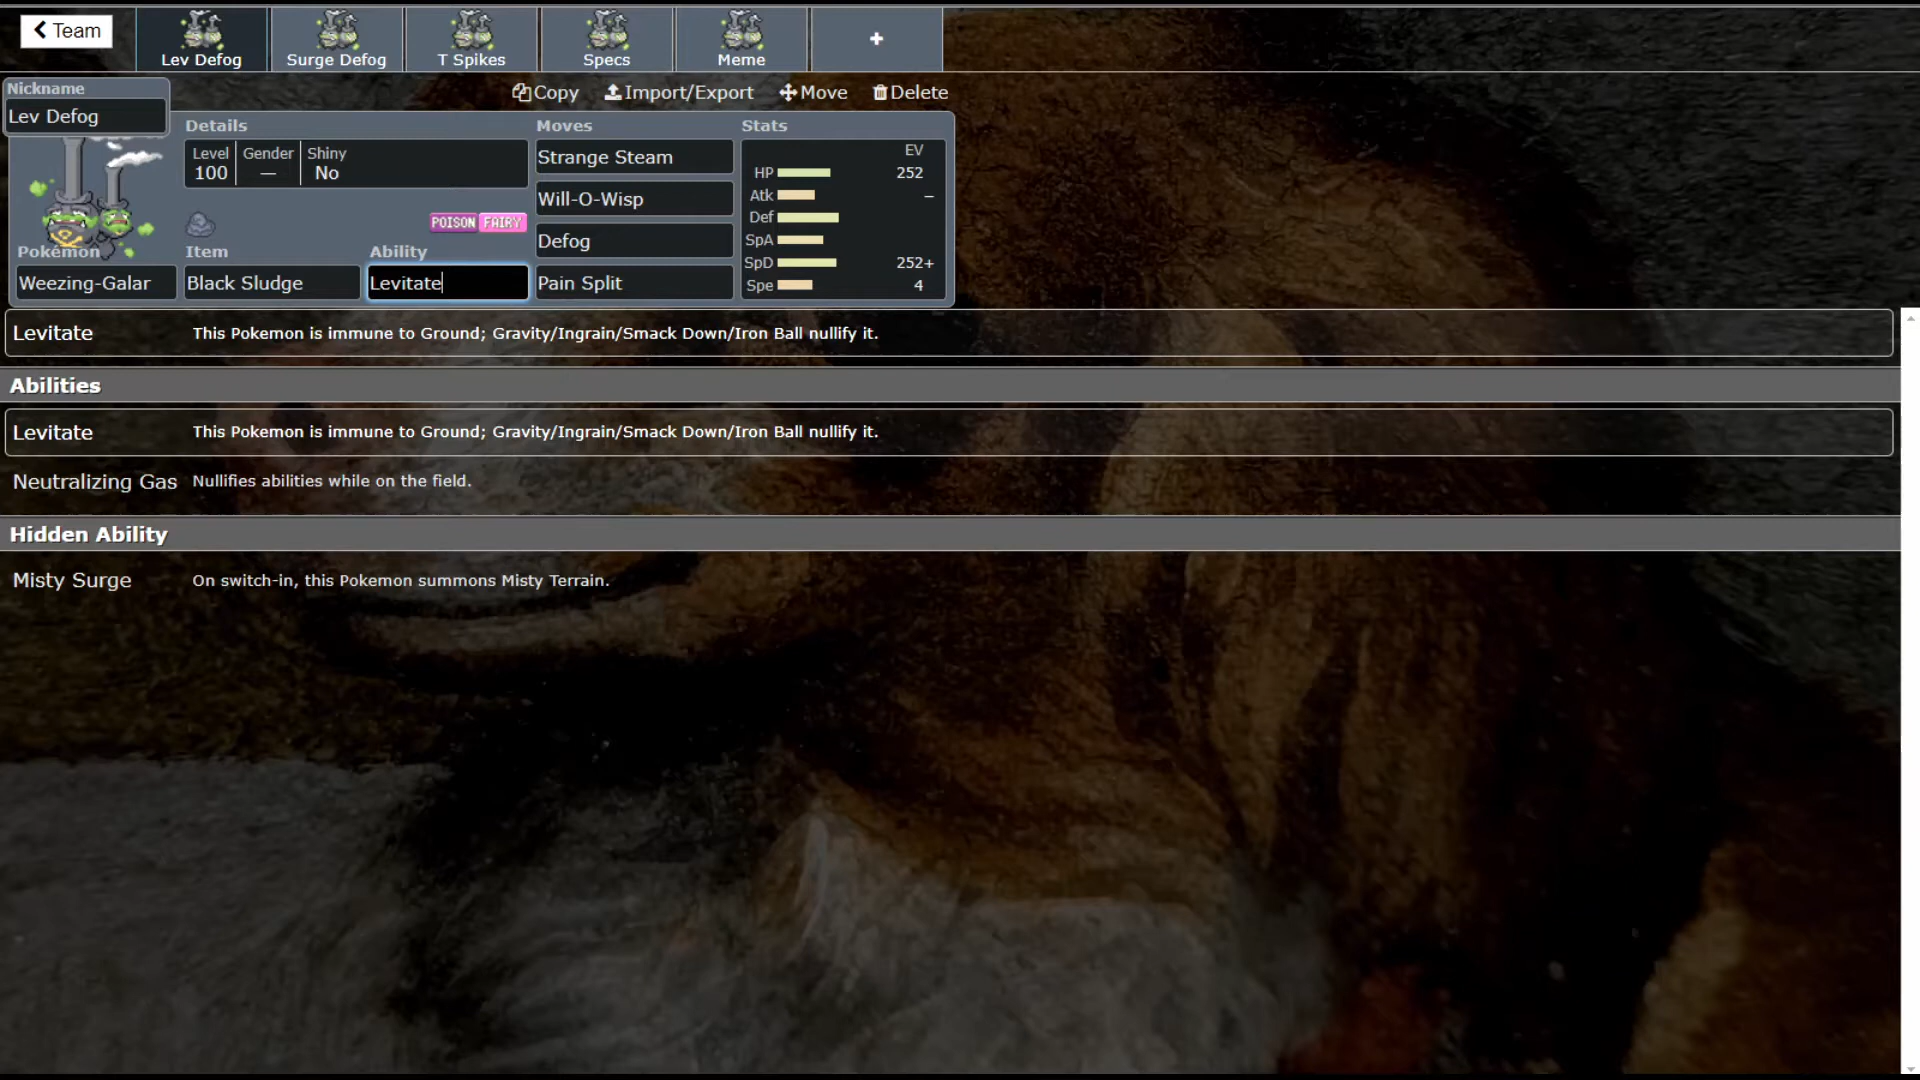 Team
Lev Defog
Surge Defog
T Spikes
Specs
Meme
+
Copy
Import/Export
Move
Delete
Nickname
Lev Defog
Details
Level
100
Gender
—
Shiny
No
POISON
FAIRY
Pokémon
Weezing-Galar
Item
Black Sludge
Ability
Levitate
Moves
Strange Steam
Will-O-Wisp
Defog
Pain Split
Stats
EV
HP 252
Atk –
Def
SpA
SpD 252+
Spe 4
Levitate This Pokemon is immune to Ground; Gravity/Ingrain/Smack Down/Iron Ball nullify it.
Abilities
Levitate This Pokemon is immune to Ground; Gravity/Ingrain/Smack Down/Iron Ball nullify it.
Neutralizing Gas Nullifies abilities while on the field.
Hidden Ability
Misty Surge On switch-in, this Pokemon summons Misty Terrain.